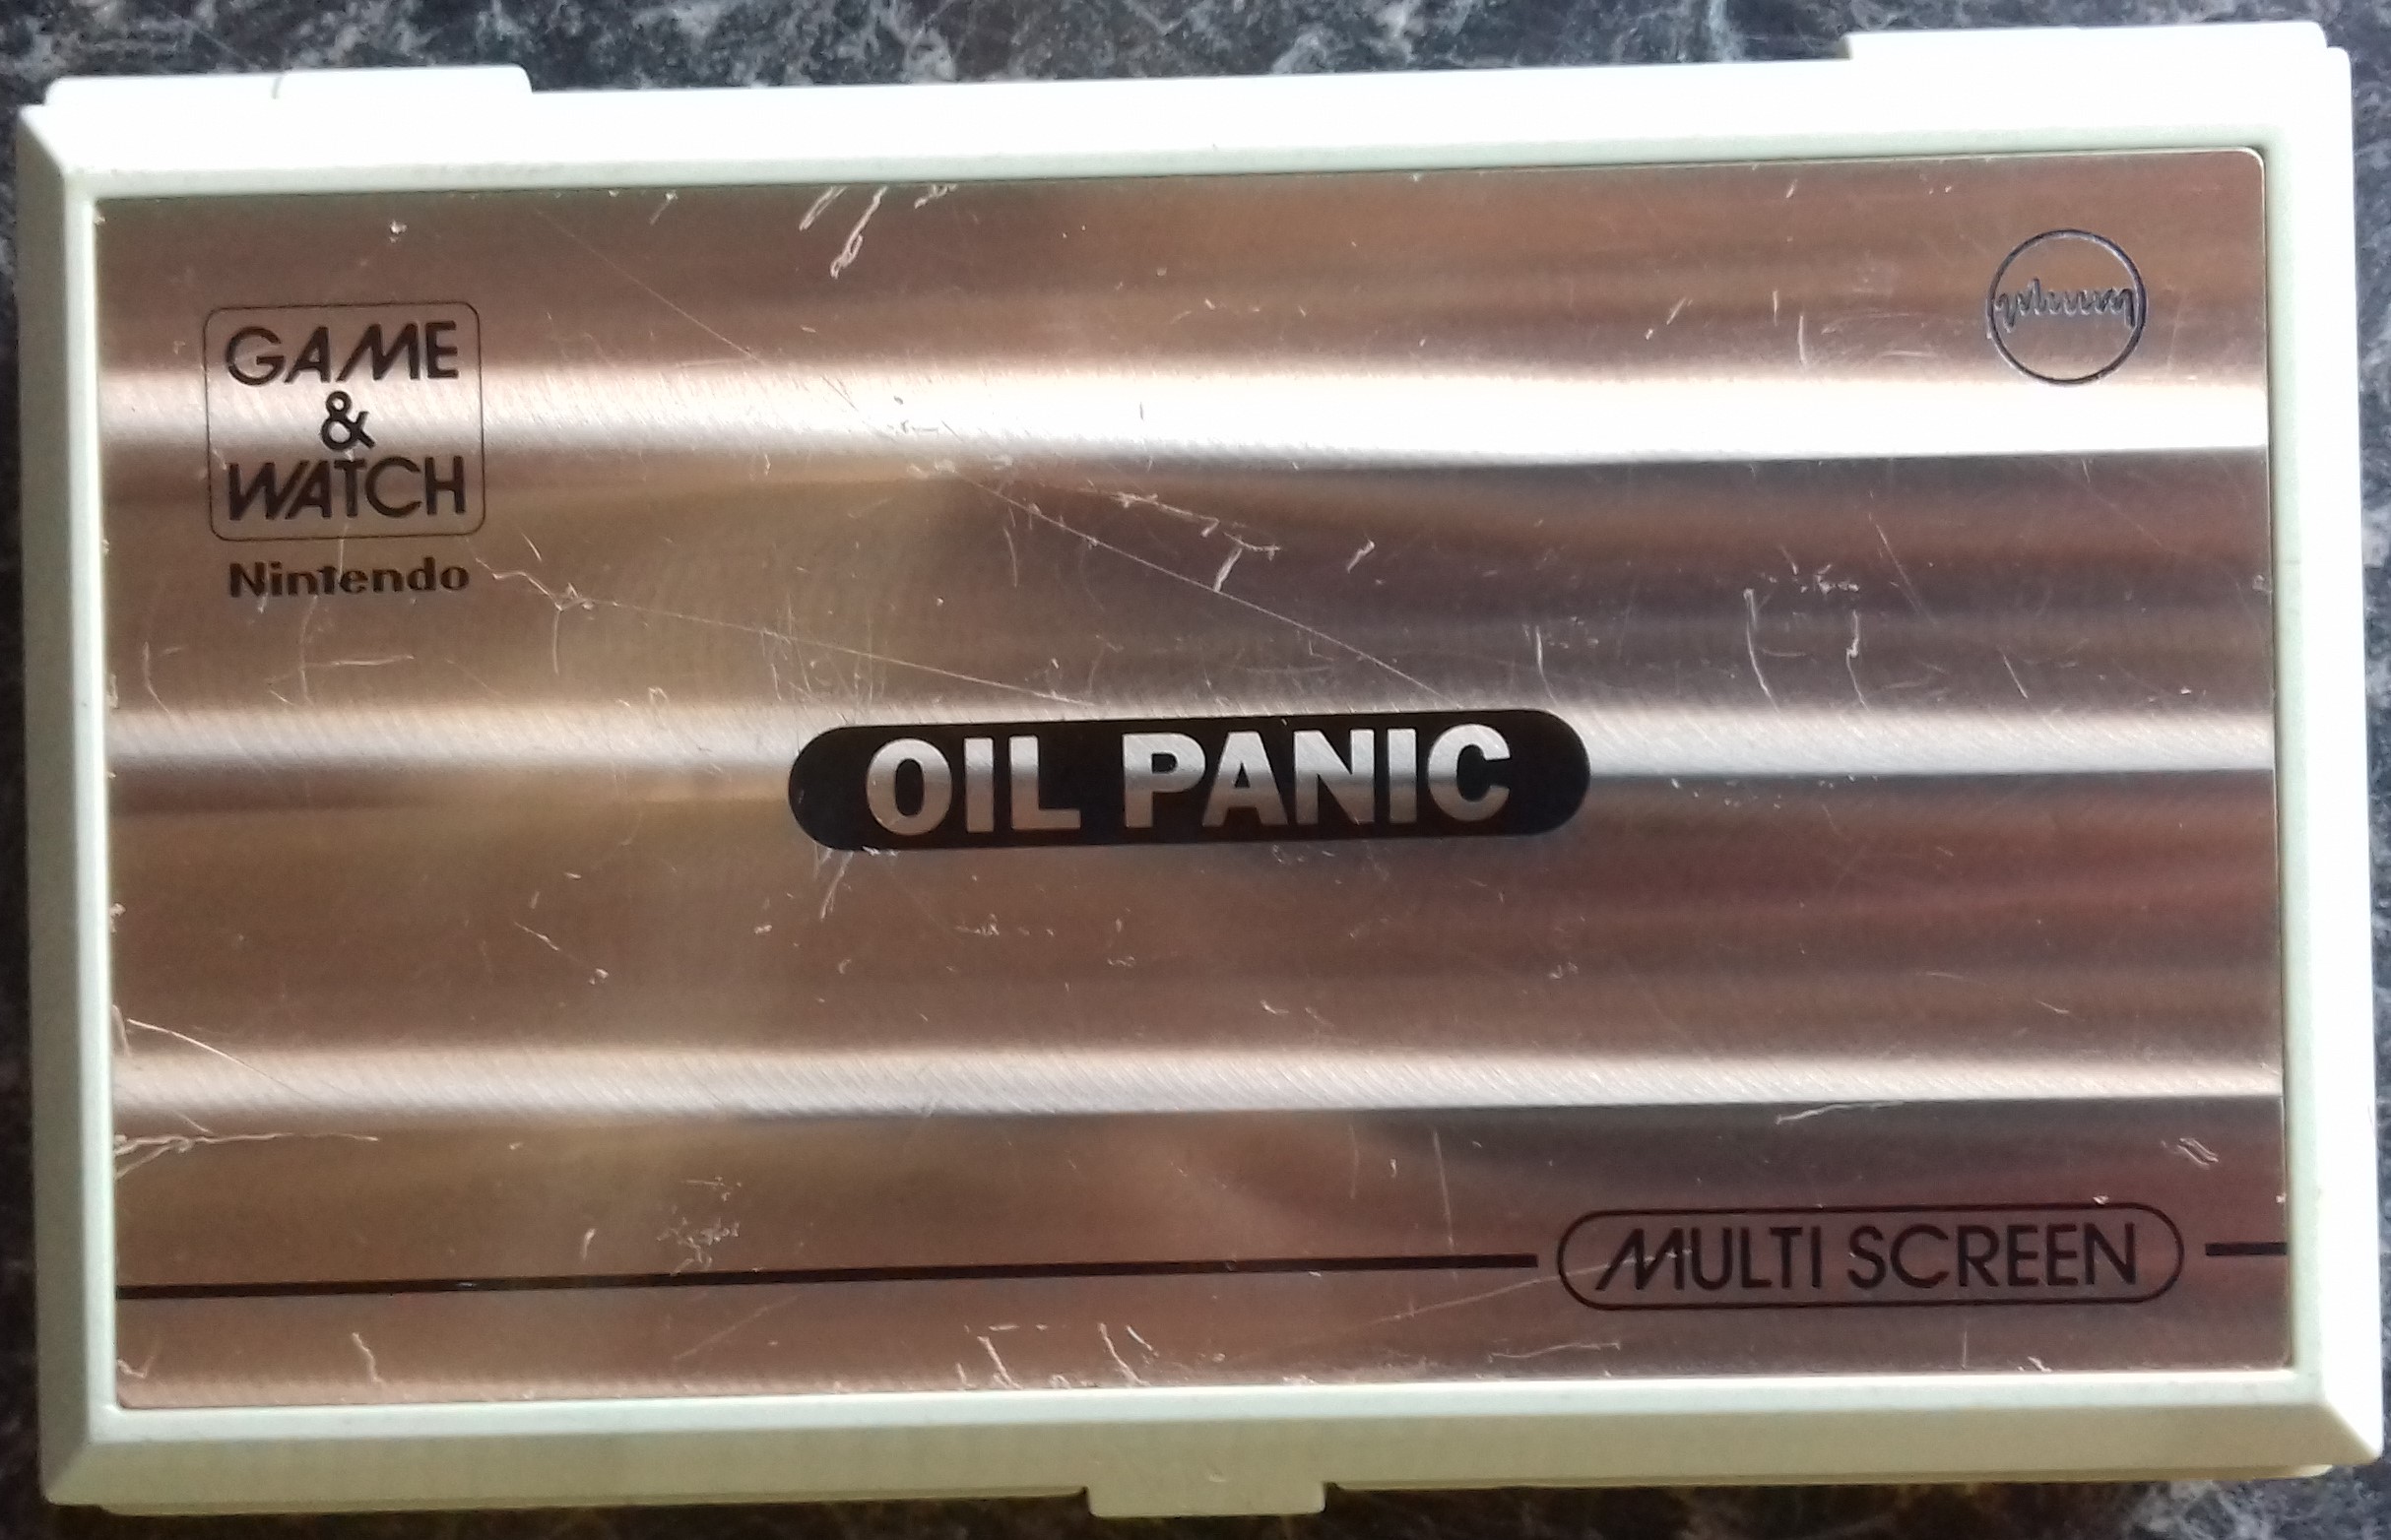 GAME
&
WATCH
Nintendo
OIL PANIC
MULTI SCREEN